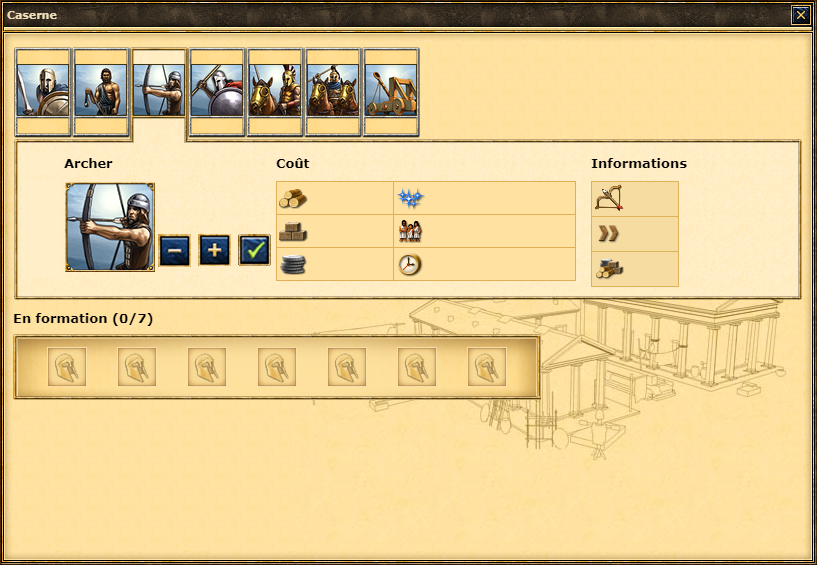 Caserne
Archer
Coût
Informations
En formation (0/7)